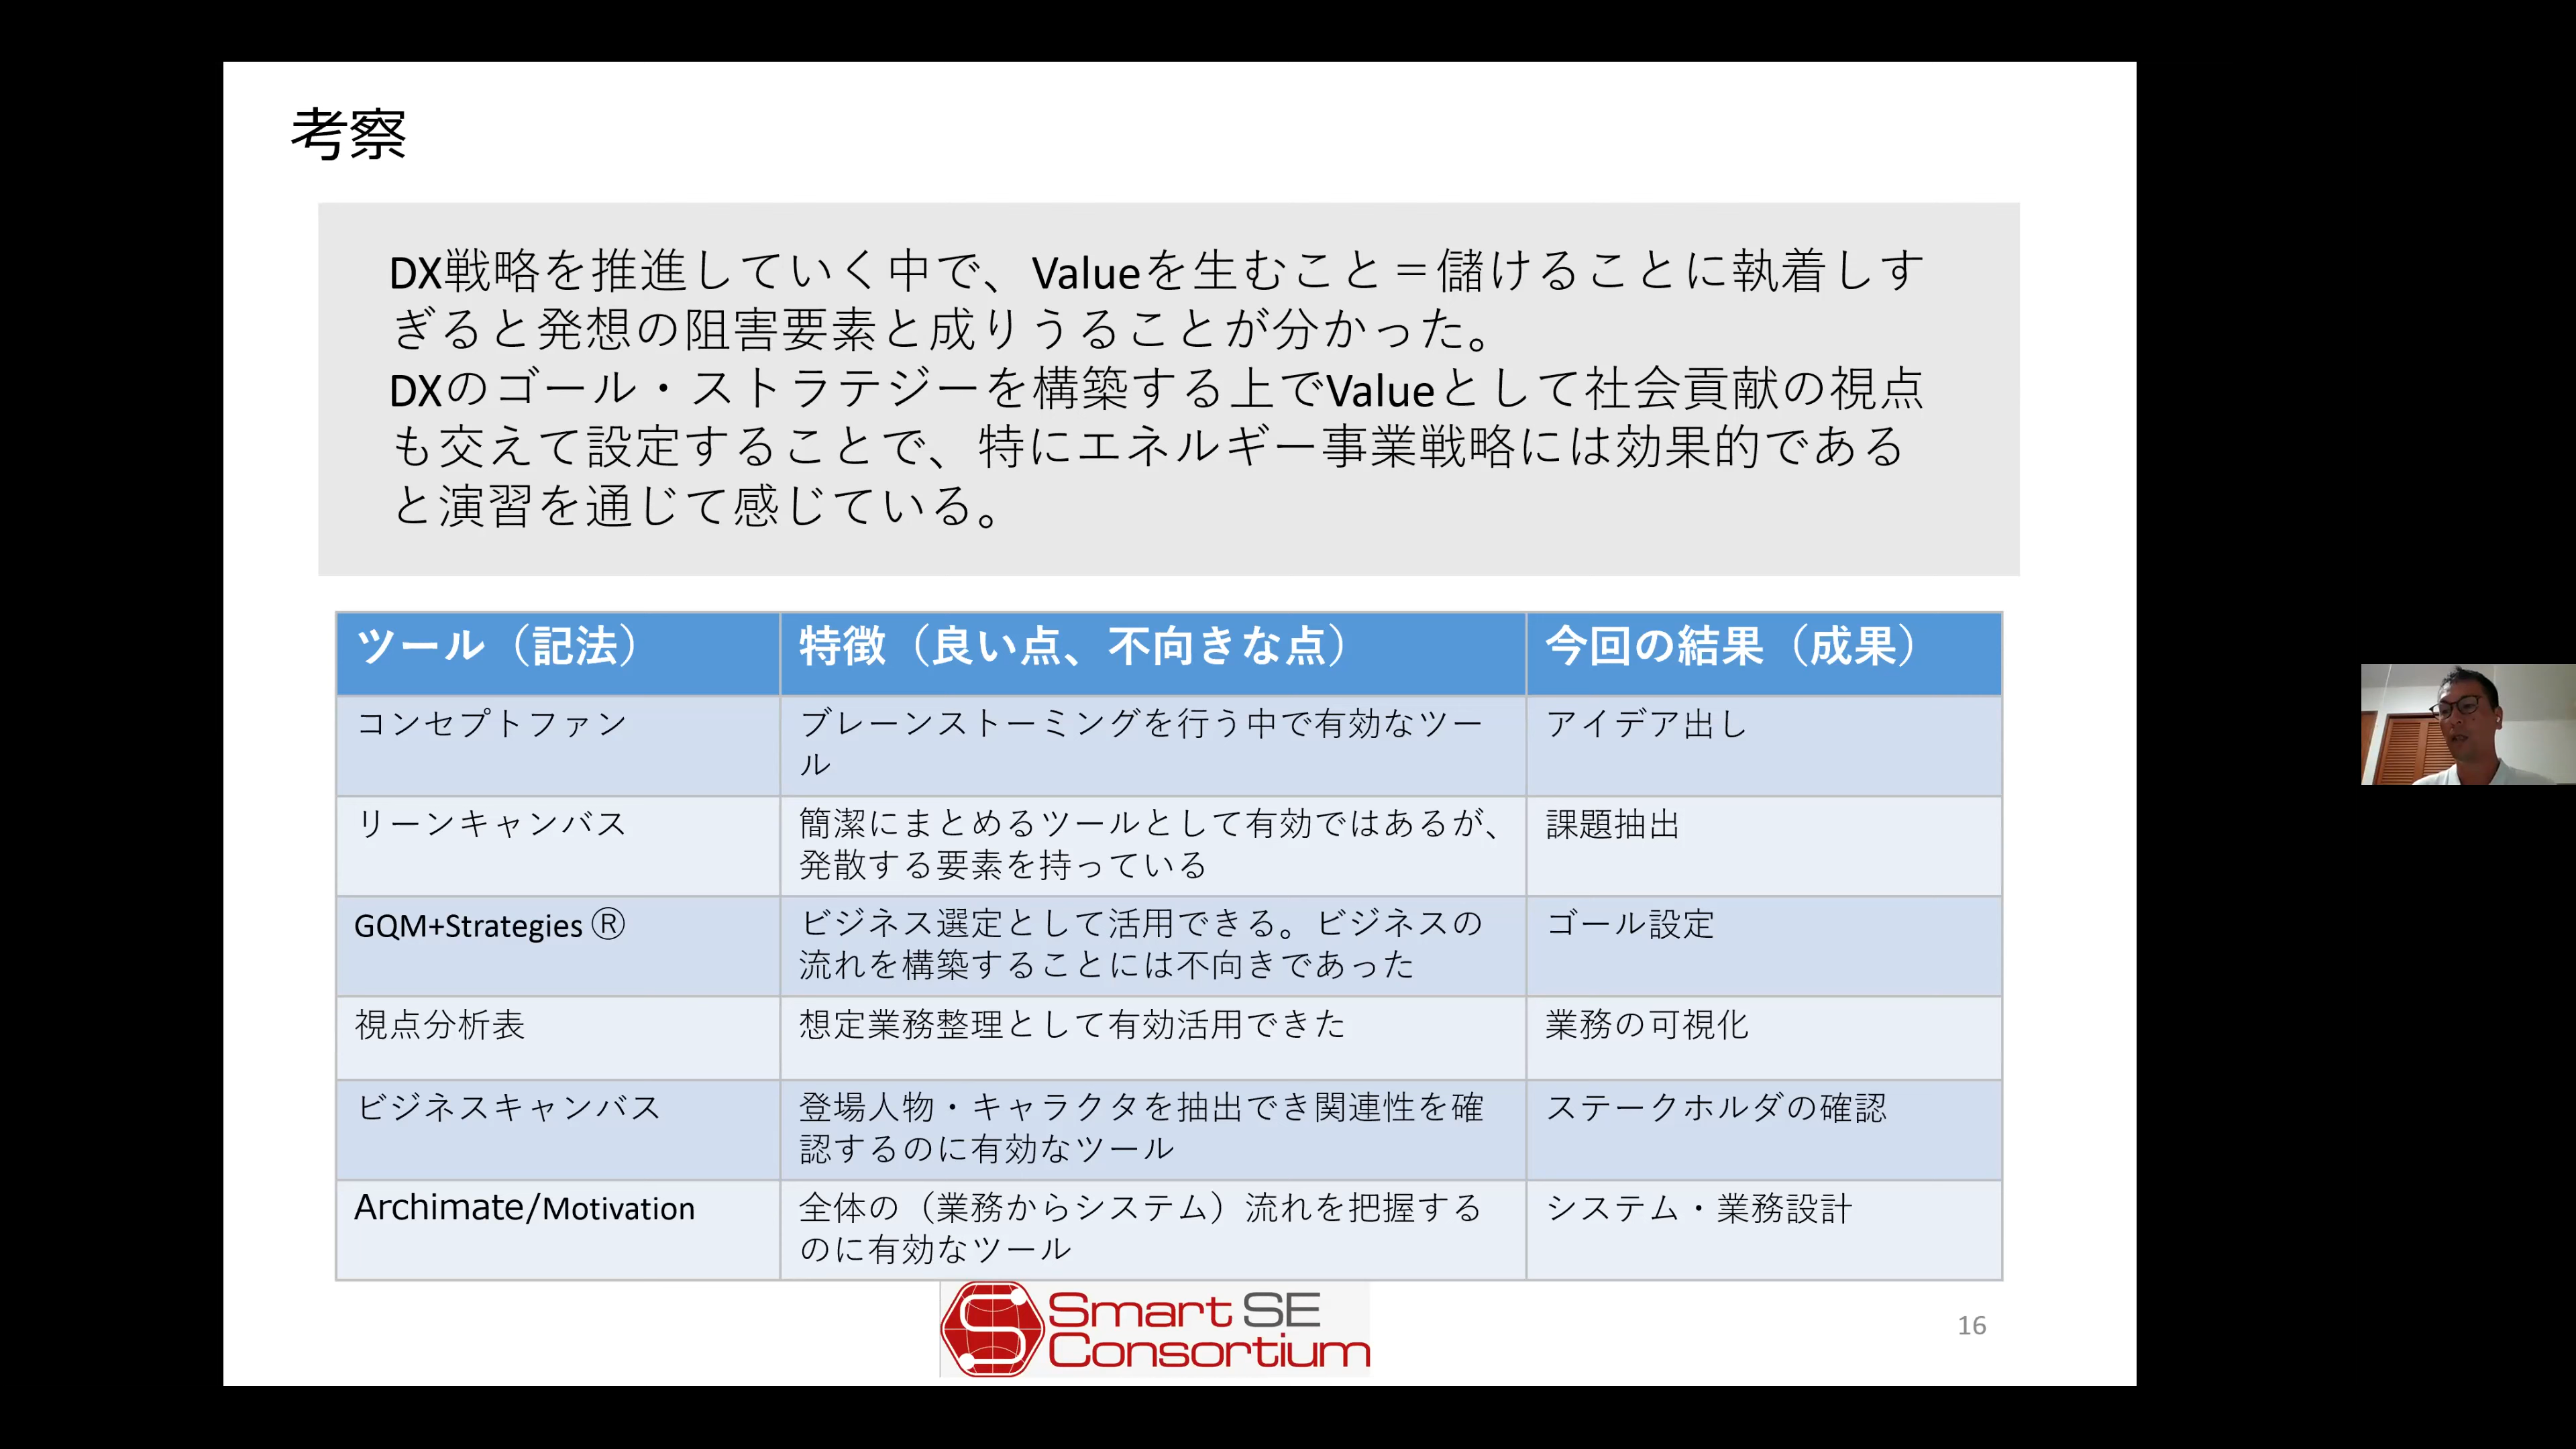 考察
DX戦略を推進していく中で、Valueを生むこと＝儲けることに執着しす
ぎると発想の阻害要素と成りうることが分かった。
DXのゴール・ストラテジーを構築する上でValueとして社会貢献の視点
も交えて設定することで、特にエネルギー事業戦略には効果的である
と演習を通じて感じている。
ツール（記法）
特徴（良い点、不向きな点）
今回の結果（成果）
コンセプトファン
ブレーンストーミングを行う中で有効なツー
ル
アイデア出し
リーンキャンバス
簡潔にまとめるツールとして有効ではあるが、
発散する要素を持っている
課題抽出
GQM+Strategies Ⓡ
ビジネス選定として活用できる。ビジネスの
流れを構築することには不向きであった
ゴール設定
視点分析表
想定業務整理として有効活用できた
業務の可視化
ビジネスキャンバス
登場人物・キャラクタを抽出でき関連性を確
認するのに有効なツール
ステークホルダの確認
Archimate/Motivation
全体の（業務からシステム）流れを把握する
のに有効なツール
システム・業務設計
Smart SE
Consortium
16